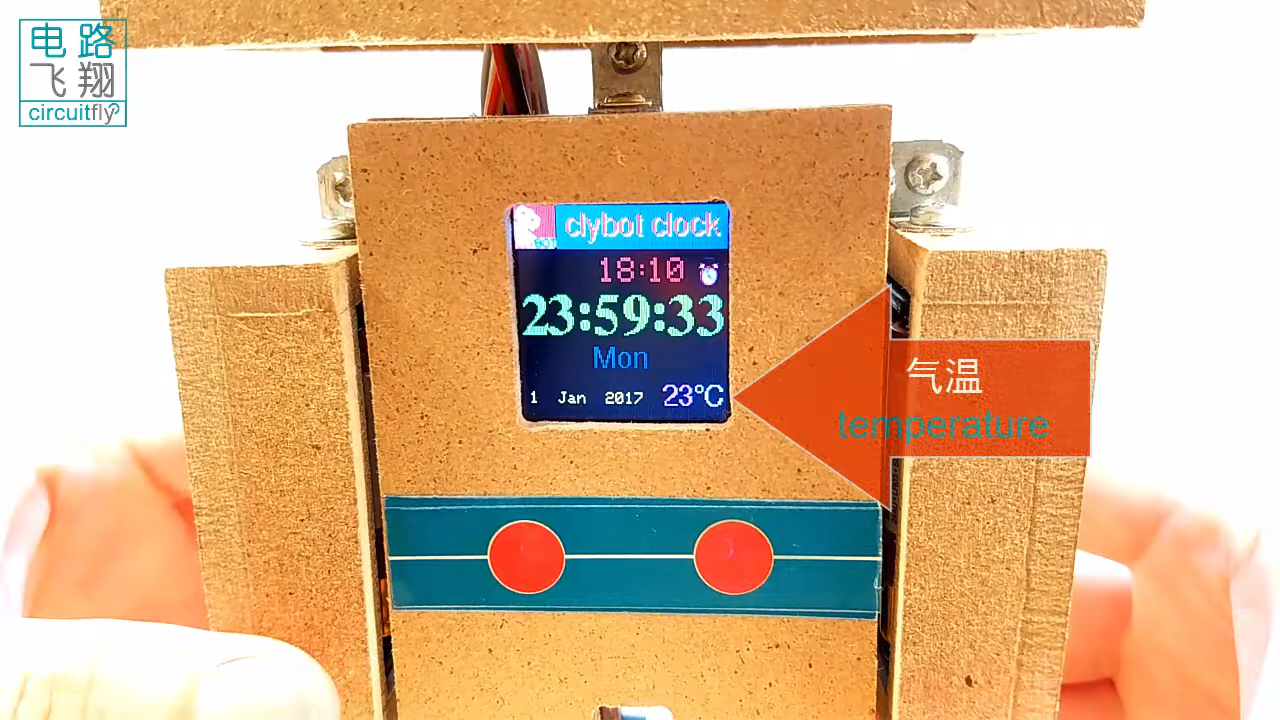 电路
飞翔
circuitfly
clybot clock
18:10
23:59:33
Mon
1 Jan 2017 23°C
气温
temperature